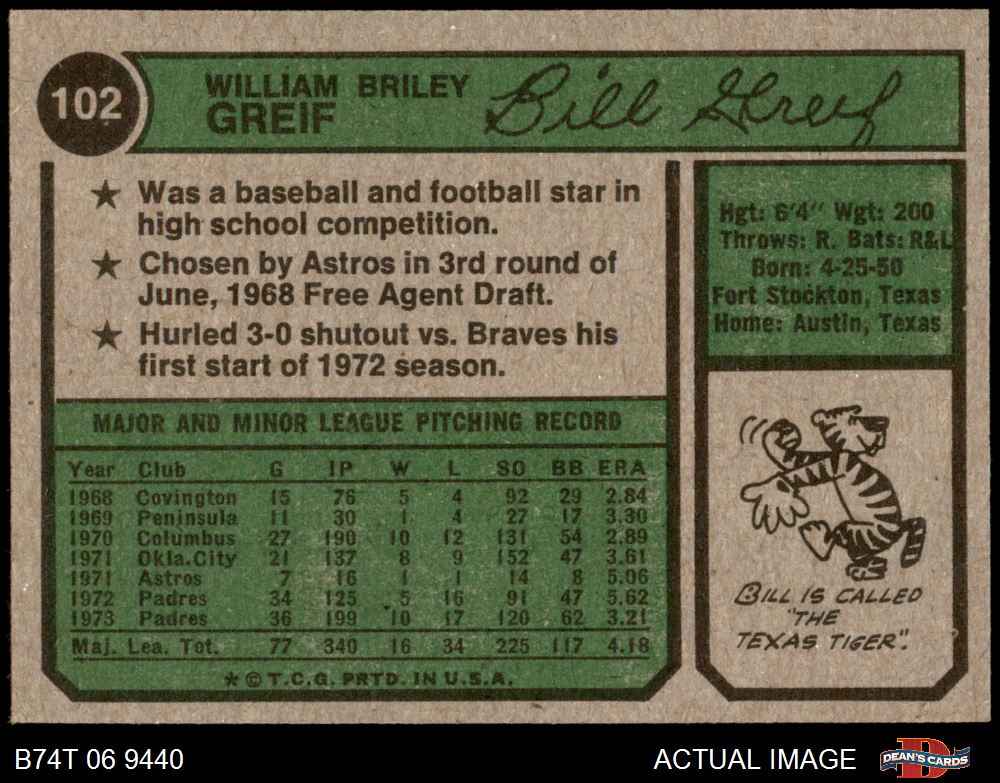 102
WILLIAM BRILEY
GREIF
Bill Greif
★ Was a baseball and football star in
high school competition.
★ Chosen by Astros in 3rd round of
June, 1968 Free Agent Draft.
★ Hurled 3-0 shutout vs. Braves his
first start of 1972 season.
Hgt: 6'4" Wgt: 200
Throws: R. Bats: R&L
Born: 4-25-50
Fort Stockton, Texas
Home: Austin, Texas
MAJOR AND MINOR LEAGUE PITCHING RECORD
Year Club G IP W L SO BB ERA
1968 Covington 15 76 5 4 92 29 2.84
1969 Peninsula 11 30 1 4 27 17 3.30
1970 Columbus 27 190 10 12 131 54 2.89
1971 Okla.City 21 137 8 9 152 47 3.61
1971 Astros 7 16 1 1 14 8 5.06
1972 Padres 34 125 5 16 91 47 5.62
1973 Padres 36 199 10 17 120 62 3.21
Maj. Lea. Tot. 77 340 16 34 225 117 4.18
★ © T.C.G. PRTD. IN U.S.A.
BILL IS CALLED
"THE
TEXAS TIGER".
B74T 06 9440
ACTUAL IMAGE
DEAN'S CARDS